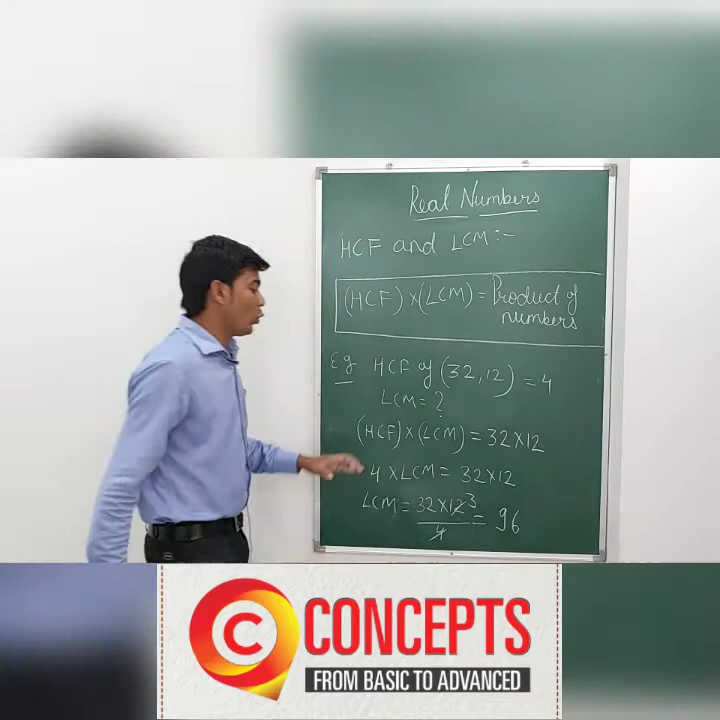 Real Numbers
HCF and LCM :-
(HCF) × (LCM) = Product of
numbers
Eg HCF of (32, 12) = 4
LCM = ?
(HCF) × (LCM) = 32 × 12
4 × LCM = 32 × 12
LCM = 32 × 12 3 = 96
4
C CONCEPTS
FROM BASIC TO ADVANCED